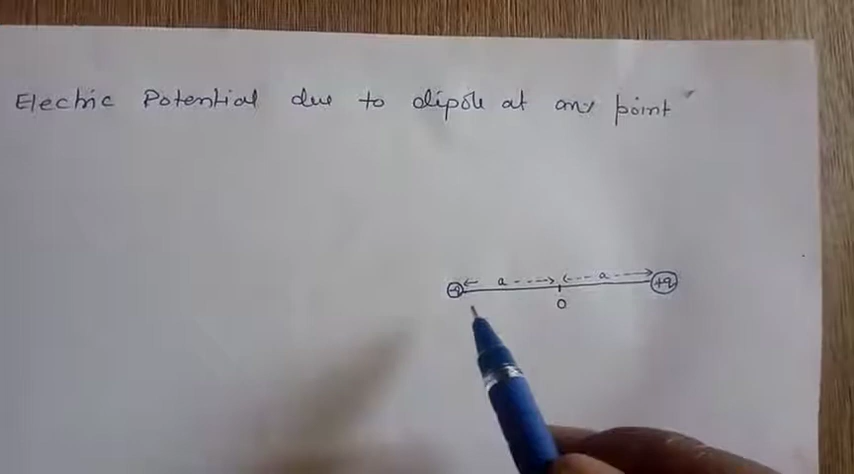 Electric Potential due to dipole at any point
-q a a +q
O